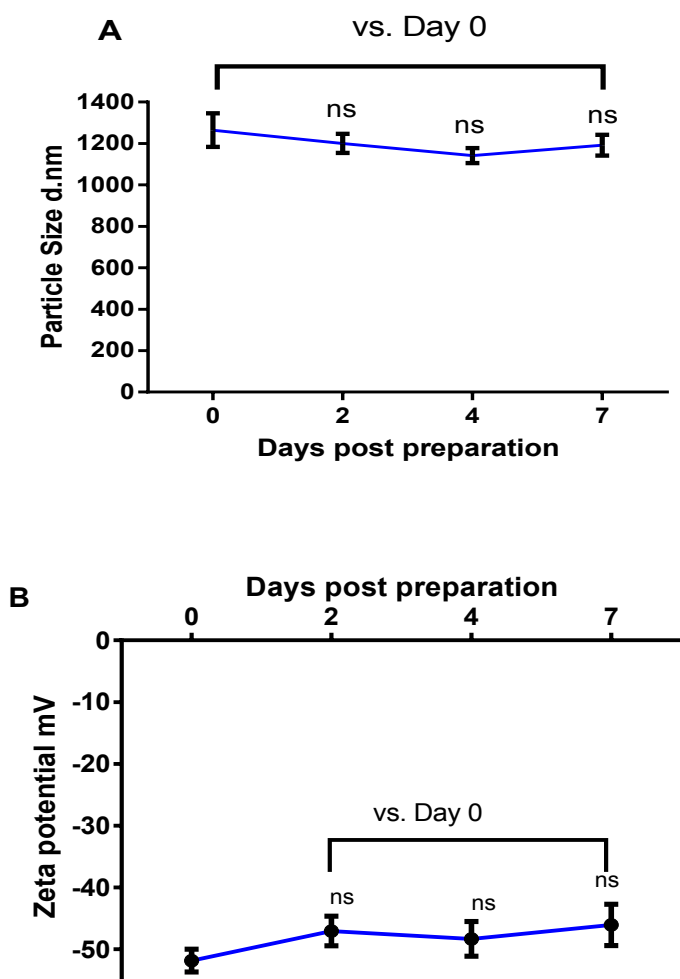 A
vs. Day 0
ns ns ns
1400
1200
1000
800
600
400
200
0
Particle Size d.nm
0 2 4 7
Days post preparation
B
Days post preparation
0 2 4 7
0
-10
-20
-30
-40
-50
Zeta potential mV
vs. Day 0
ns ns ns